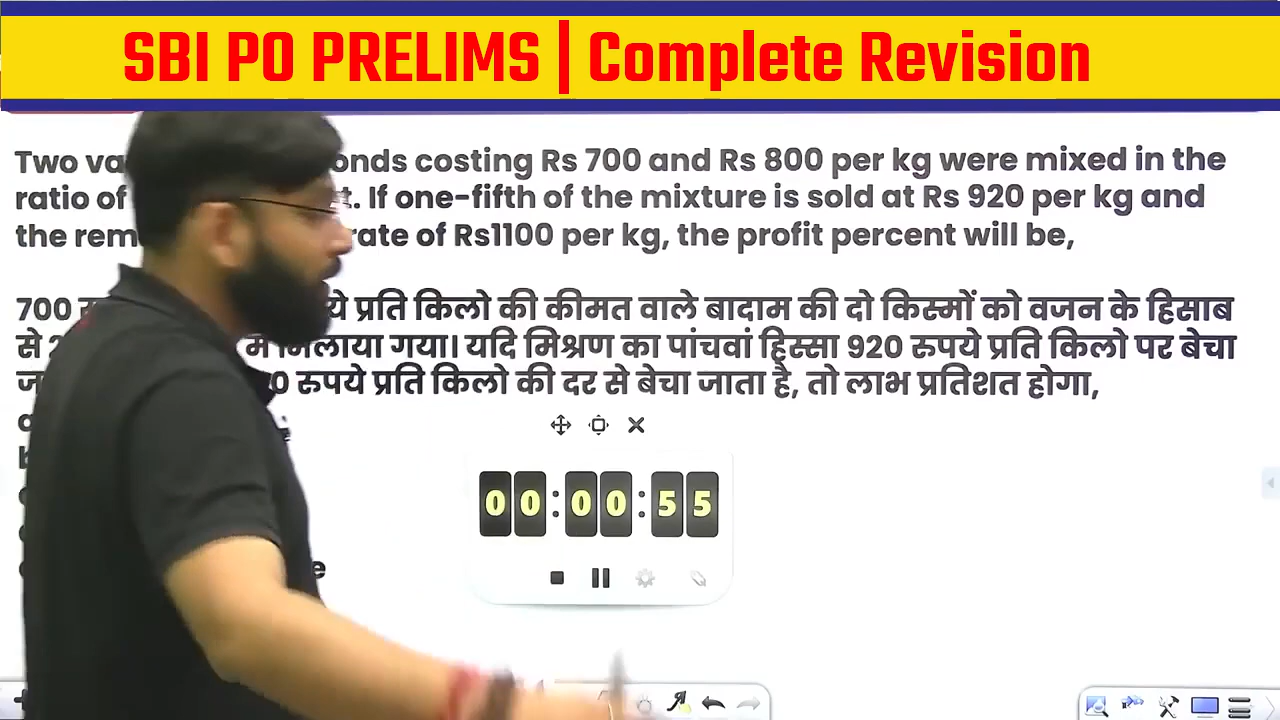 SBI PO PRELIMS | Complete Revision
Two costing Rs 700 and Rs 800 per kg were mixed in the
ratio of If one-fifth of the mixture is sold at Rs 920 per kg and
the rate of Rs1100 per kg, the profit percent will be,
700 प्रति किलो की कीमत वाले बादाम की दो किस्मों को वजन के हिसाब
से मिलाया गया। यदि मिश्रण का पांचवां हिस्सा 920 रुपये प्रति किलो पर बेचा
रुपये प्रति किलो की दर से बेचा जाता है, तो लाभ प्रतिशत होगा,
00:00:55